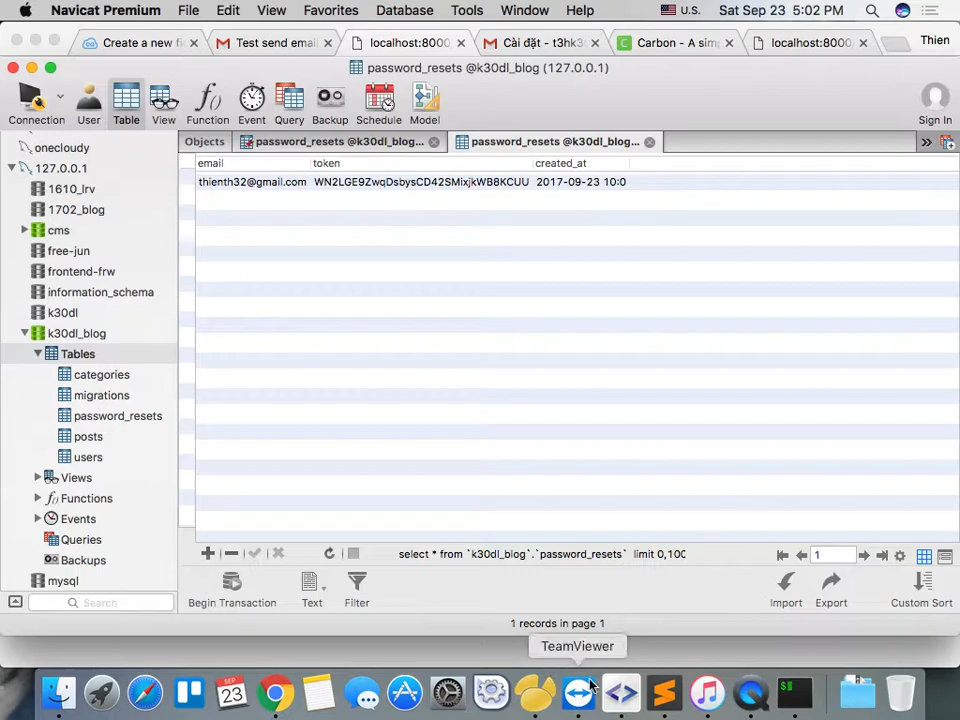 Navicat Premium File Edit View Favorites Database Tools Window Help U.S. Sat Sep 23 5:02 PM
Create a new fi Test send email localhost:8000 Cài đặt - t3hk3 Carbon - A simp localhost:8000 Thien
password_resets @k30dl_blog (127.0.0.1)
Connection User Table View Function Event Query Backup Schedule Model Sign In
onecloudy
127.0.0.1
1610_lrv
1702_blog
cms
free-jun
frontend-frw
information_schema
k30dl
k30dl_blog
Tables
categories
migrations
password_resets
posts
users
Views
Functions
Events
Queries
Backups
mysql
Search
Objects password_resets @k30dl_blog... password_resets @k30dl_blog...
email token created_at
thienth32@gmail.com WN2LGE9ZwqDsbysCD42SMixjkWB8KCUU 2017-09-23 10:0
select * from `k30dl_blog`.`password_resets` limit 0,100 1
Begin Transaction Text Filter Import Export Custom Sort
1 records in page 1
TeamViewer
SEP
23
$